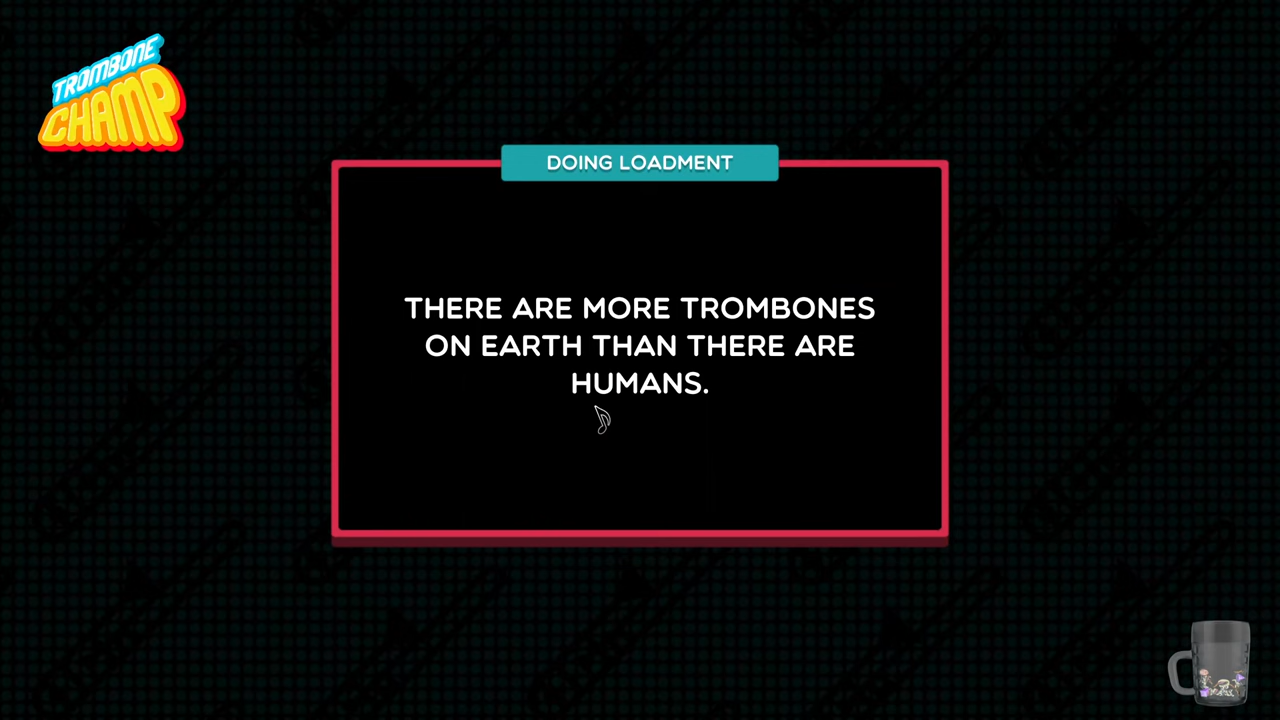 TROMBONE
CHAMP
DOING LOADMENT
THERE ARE MORE TROMBONES
ON EARTH THAN THERE ARE
HUMANS.